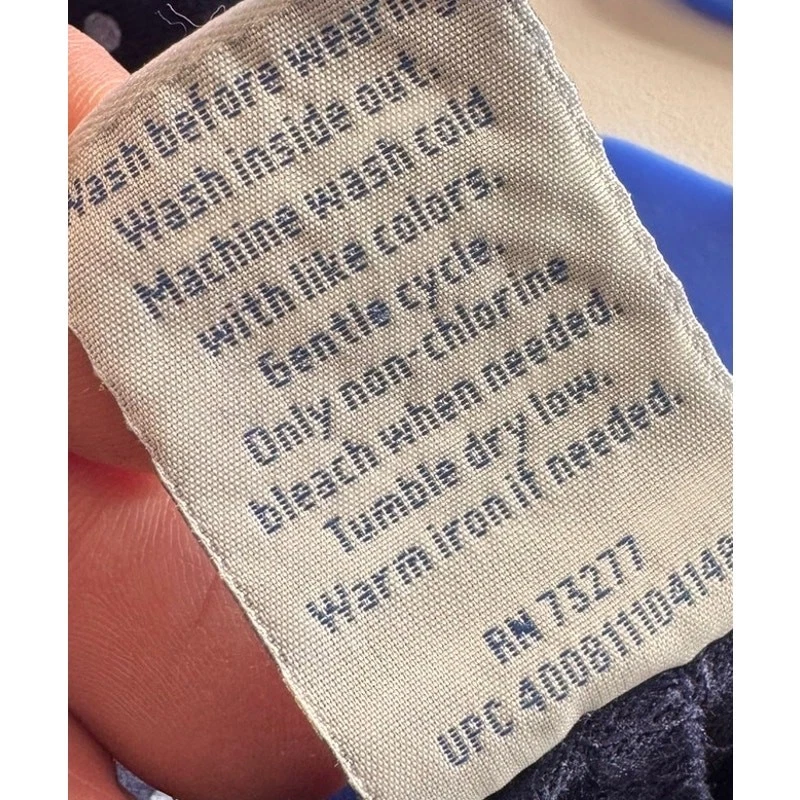 Wash before wearing
Wash inside out.
Machine wash cold
with like colors.
Gentle cycle.
Only non-chlorine
bleach when needed.
Tumble dry low.
Warm iron if needed.
RN 73277
UPC